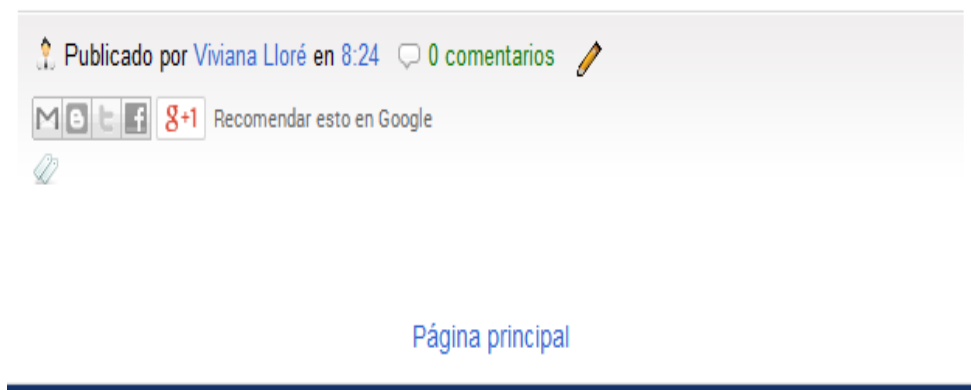 Publicado por Viviana Lloré en 8:24 0 comentarios
g+1 Recomendar esto en Google
Página principal